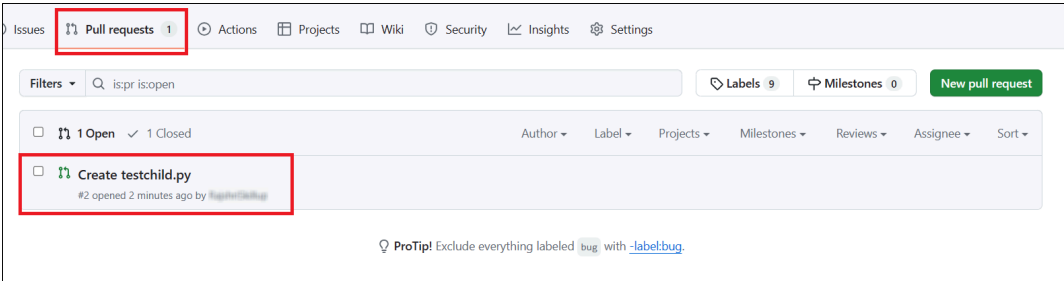 Issues Pull requests 1 Actions Projects Wiki Security Insights Settings
Filters is:pr is:open Labels 9 Milestones 0 New pull request
1 Open 1 Closed Author Label Projects Milestones Reviews Assignee Sort
Create testchild.py
#2 opened 2 minutes ago by
ProTip! Exclude everything labeled bug with -label:bug.